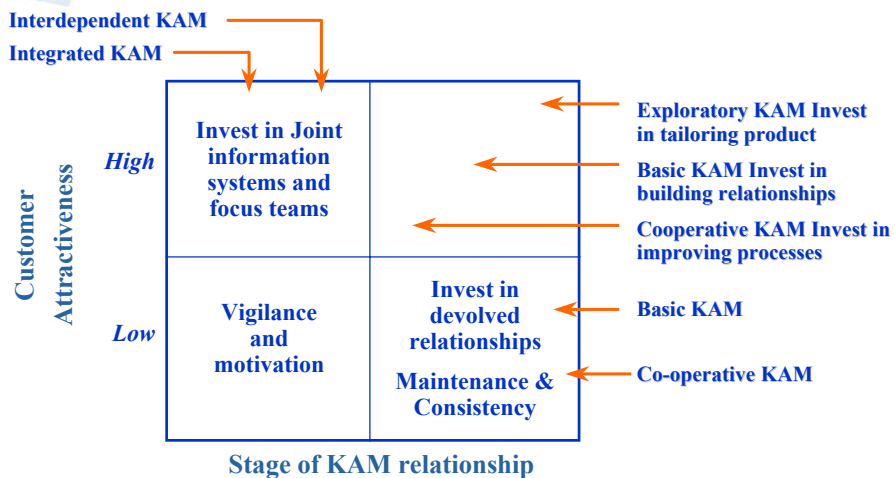 Interdependent KAM
Integrated KAM
Customer
Attractiveness
High
Low
Invest in Joint
information
systems and
focus teams
Exploratory KAM Invest
in tailoring product
Basic KAM Invest in
building relationships
Cooperative KAM Invest in
improving processes
Vigilance
and
motivation
Invest in
devolved
relationships
Maintenance &
Consistency
Basic KAM
Co-operative KAM
Stage of KAM relationship